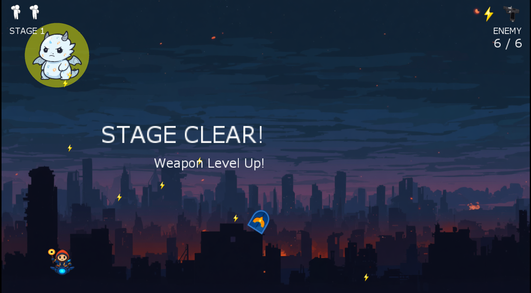 STAGE 1
ENEMY
6 / 6
STAGE CLEAR!
Weapon Level Up!